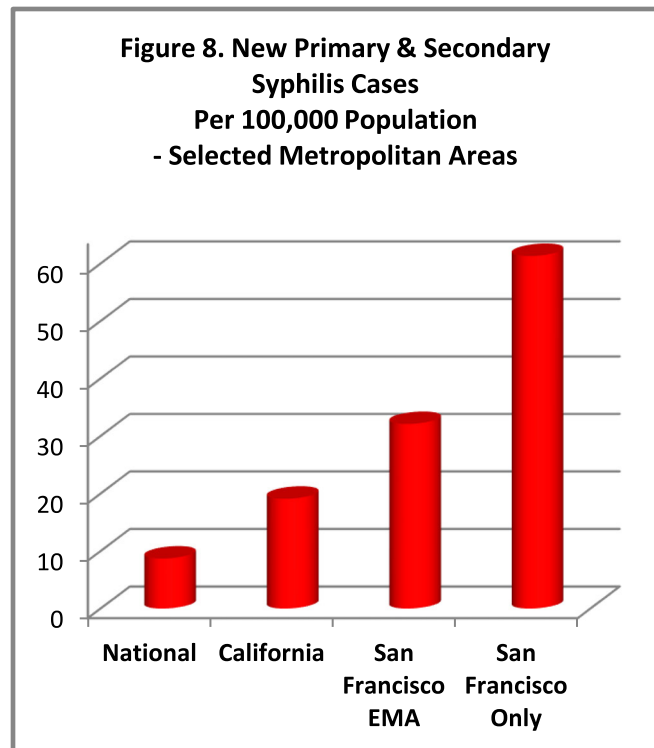 Figure 8. New Primary & Secondary
Syphilis Cases
Per 100,000 Population
- Selected Metropolitan Areas
60
50
40
30
20
10
0
National California San Francisco EMA San Francisco Only